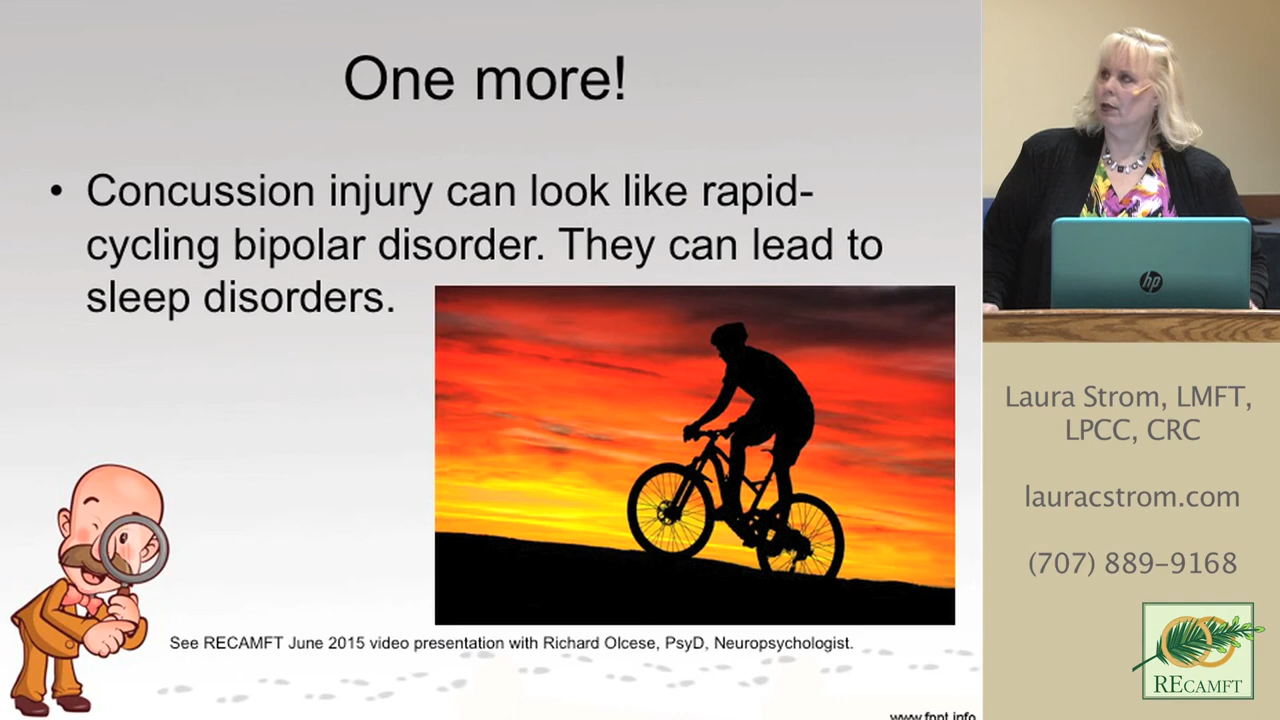 One more!
• Concussion injury can look like rapid-
cycling bipolar disorder. They can lead to
sleep disorders.
See RECAMFT June 2015 video presentation with Richard Olcese, PsyD, Neuropsychologist.
www.fppt.info
hp
Laura Strom, LMFT,
LPCC, CRC
lauracstrom.com
(707) 889-9168
RECAMFT